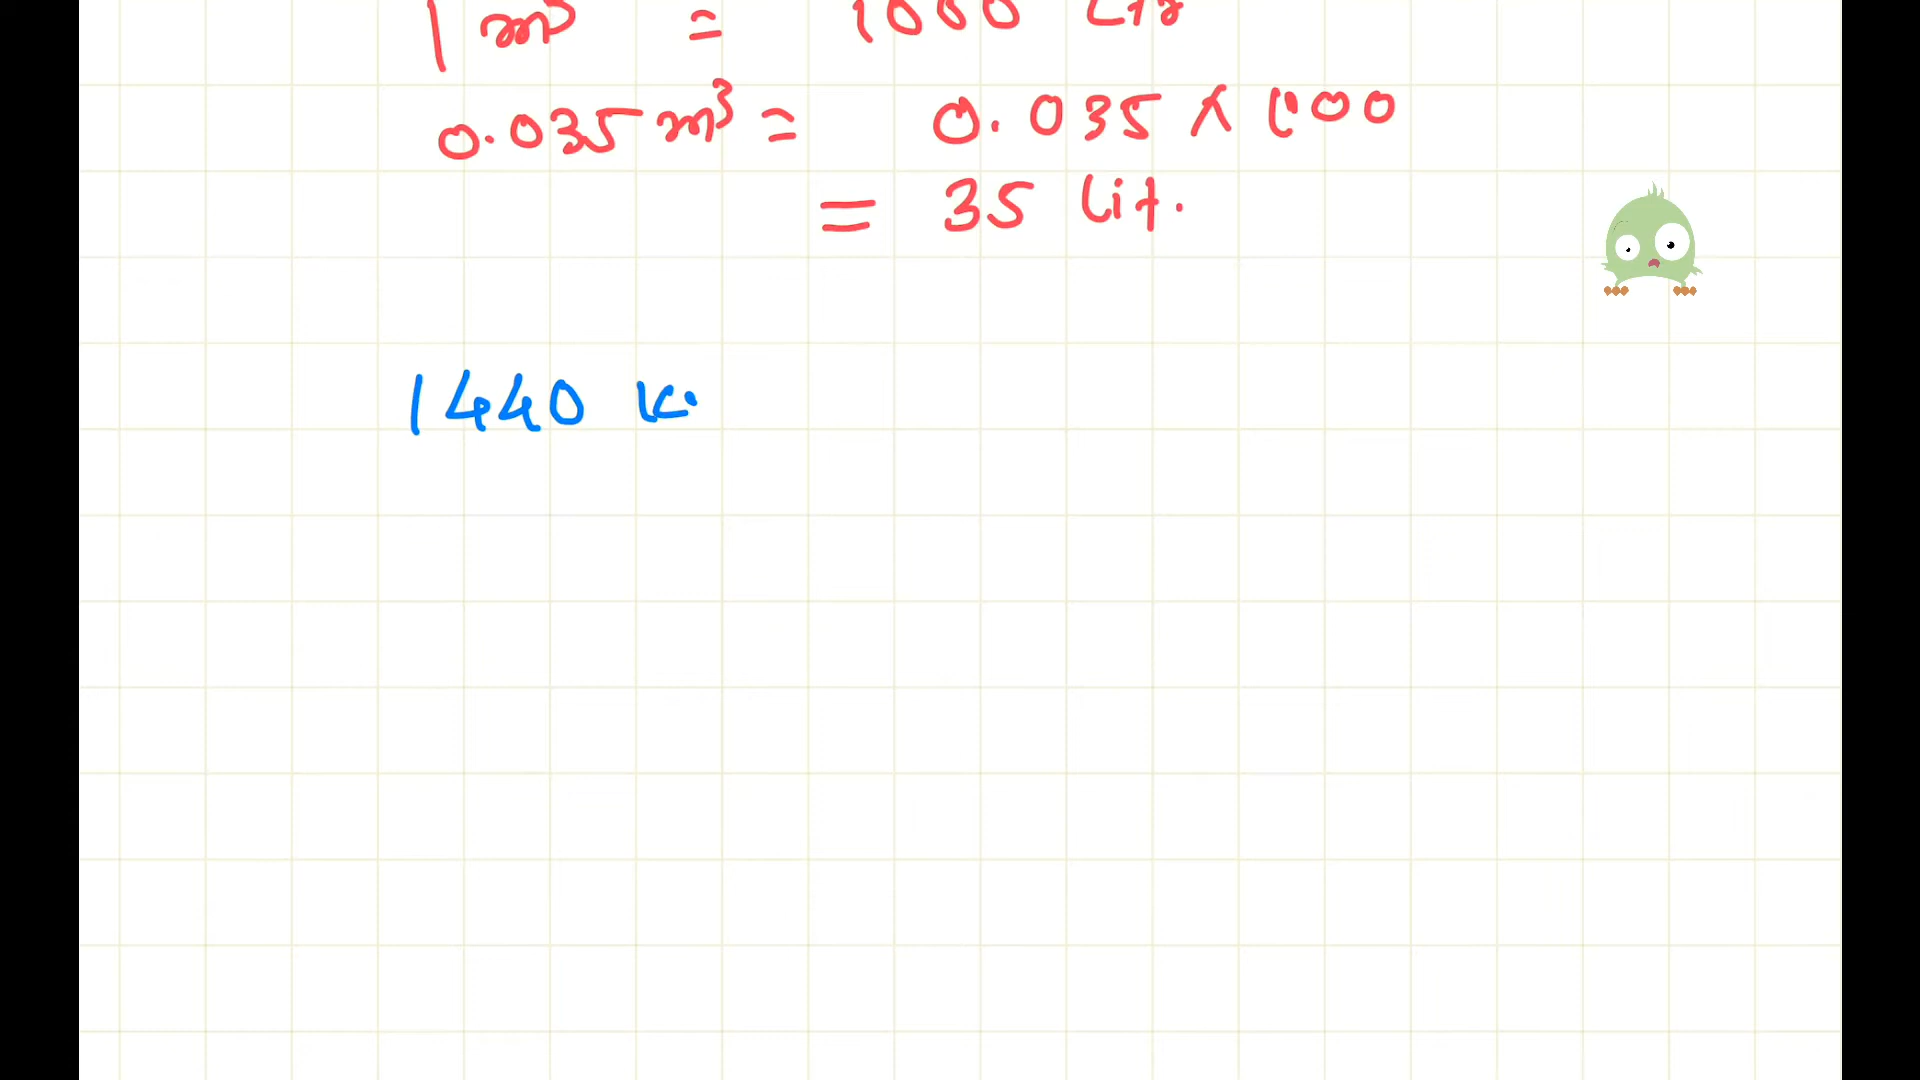 1 m³ = 1000 Lit
0.035 m³ = 0.035 × 1000
= 35 Lit.
1440 K